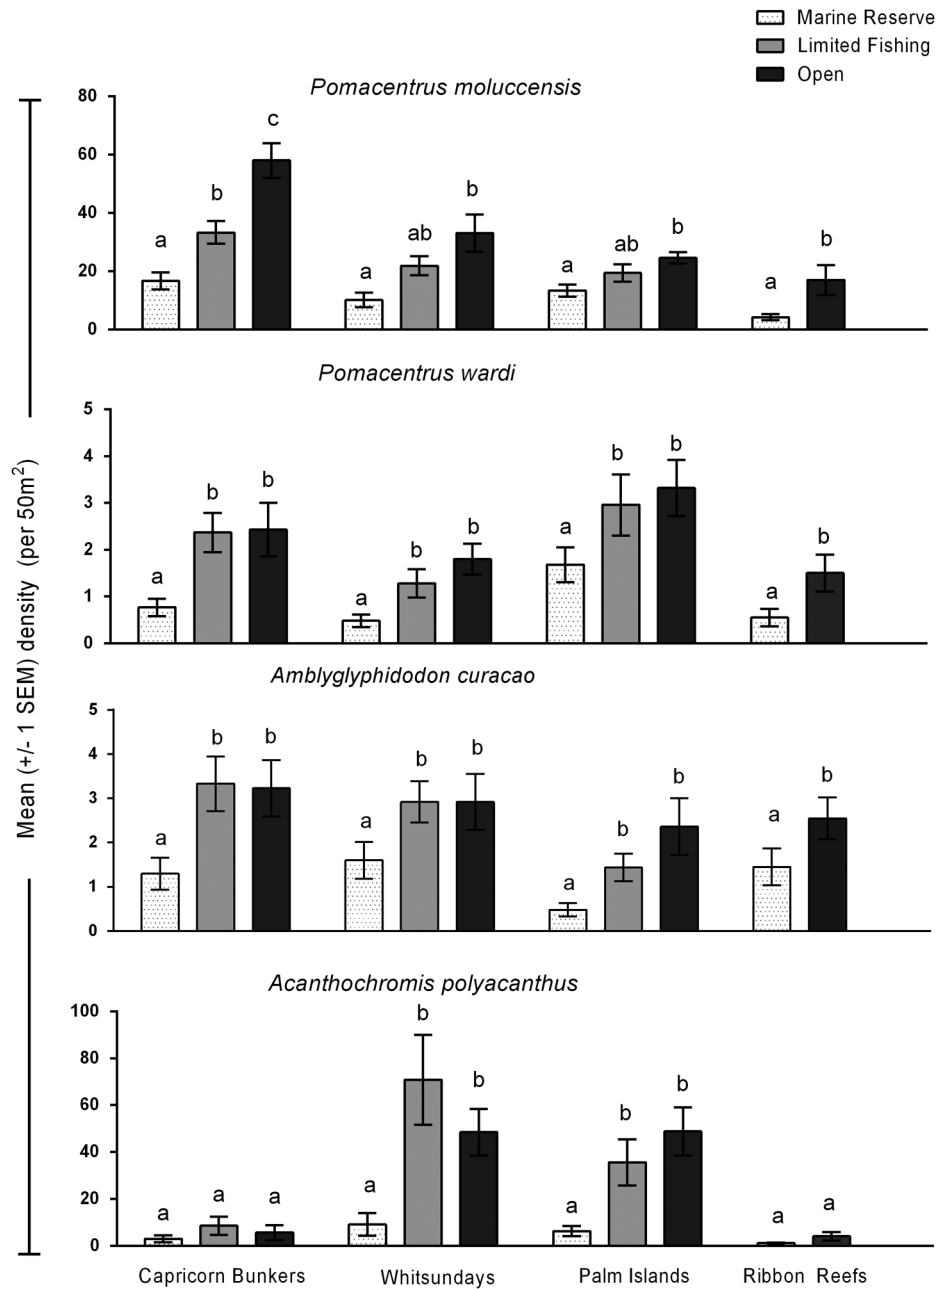 Marine Reserve
Limited Fishing
Open
Pomacentrus moluccensis
80
60
40
20
0
a
b
c
a
ab
b
a
ab
b
a
b
Pomacentrus wardi
5
4
3
2
1
0
a
b
b
a
b
b
a
b
b
a
b
Mean (+/- 1 SEM) density (per 50m²)
Amblyglyphidodon curacao
5
4
3
2
1
0
a
b
b
a
b
b
a
b
b
a
b
Acanthochromis polyacanthus
100
80
60
40
20
0
a
a
a
a
b
b
a
b
b
a
a
Capricorn Bunkers Whitsundays Palm Islands Ribbon Reefs